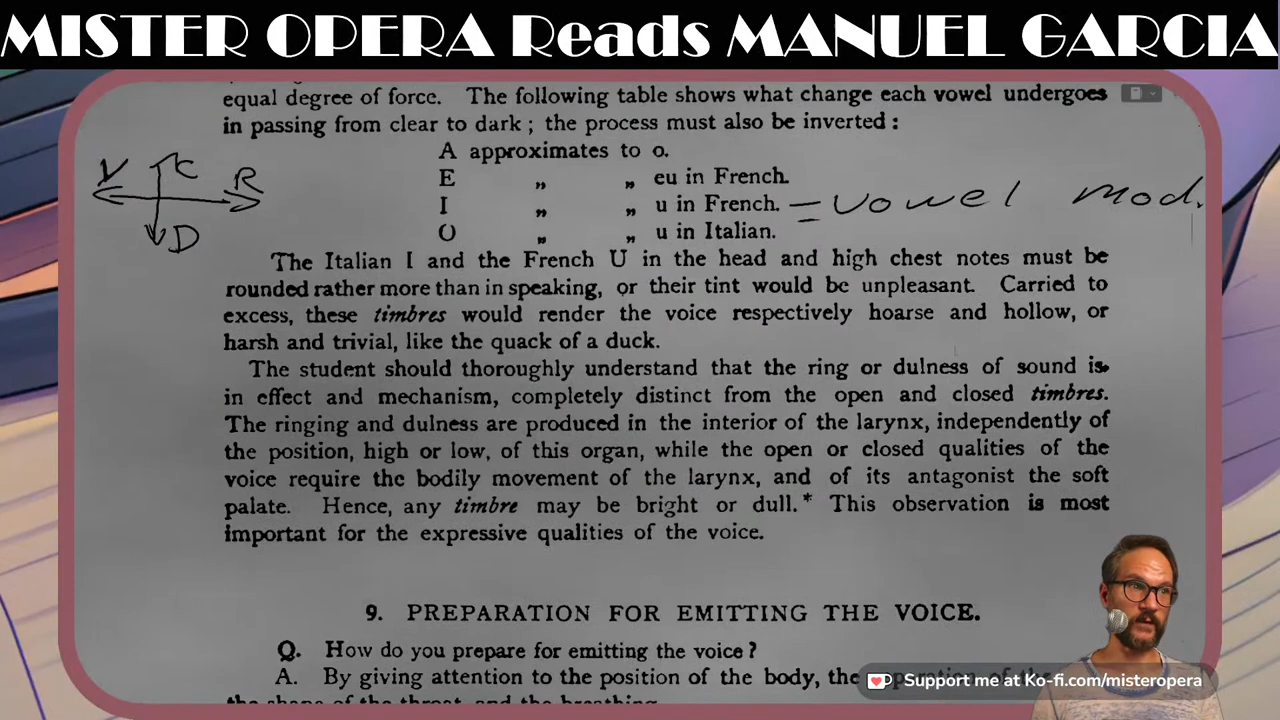 MISTER OPERA Reads MANUEL GARCIA
equal degree of force. The following table shows what change each vowel undergoes
in passing from clear to dark ; the process must also be inverted :
A approximates to o.
E " " eu in French.
I " " u in French. = vowel mod.
O " " u in Italian.
V C R D
The Italian I and the French U in the head and high chest notes must be
rounded rather more than in speaking, or their tint would be unpleasant. Carried to
excess, these timbres would render the voice respectively hoarse and hollow, or
harsh and trivial, like the quack of a duck.
The student should thoroughly understand that the ring or dulness of sound is,
in effect and mechanism, completely distinct from the open and closed timbres.
The ringing and dulness are produced in the interior of the larynx, independently of
the position, high or low, of this organ, while the open or closed qualities of the
voice require the bodily movement of the larynx, and of its antagonist the soft
palate. Hence, any timbre may be bright or dull.* This observation is most
important for the expressive qualities of the voice.
9. PREPARATION FOR EMITTING THE VOICE.
Q. How do you prepare for emitting the voice ?
A. By giving attention to the position of the body, the
the shape of the throat, and the breathing.
Support me at Ko-fi.com/misteropera